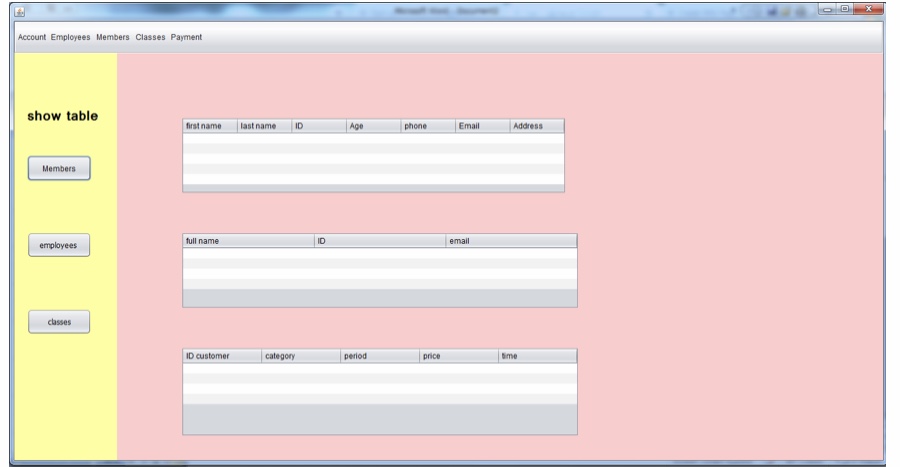 Microsoft Word - Document2
Account Employees Members Classes Payment
show table
Members
employees
classes
first name last name ID Age phone Email Address
full name ID email
ID customer category period price time